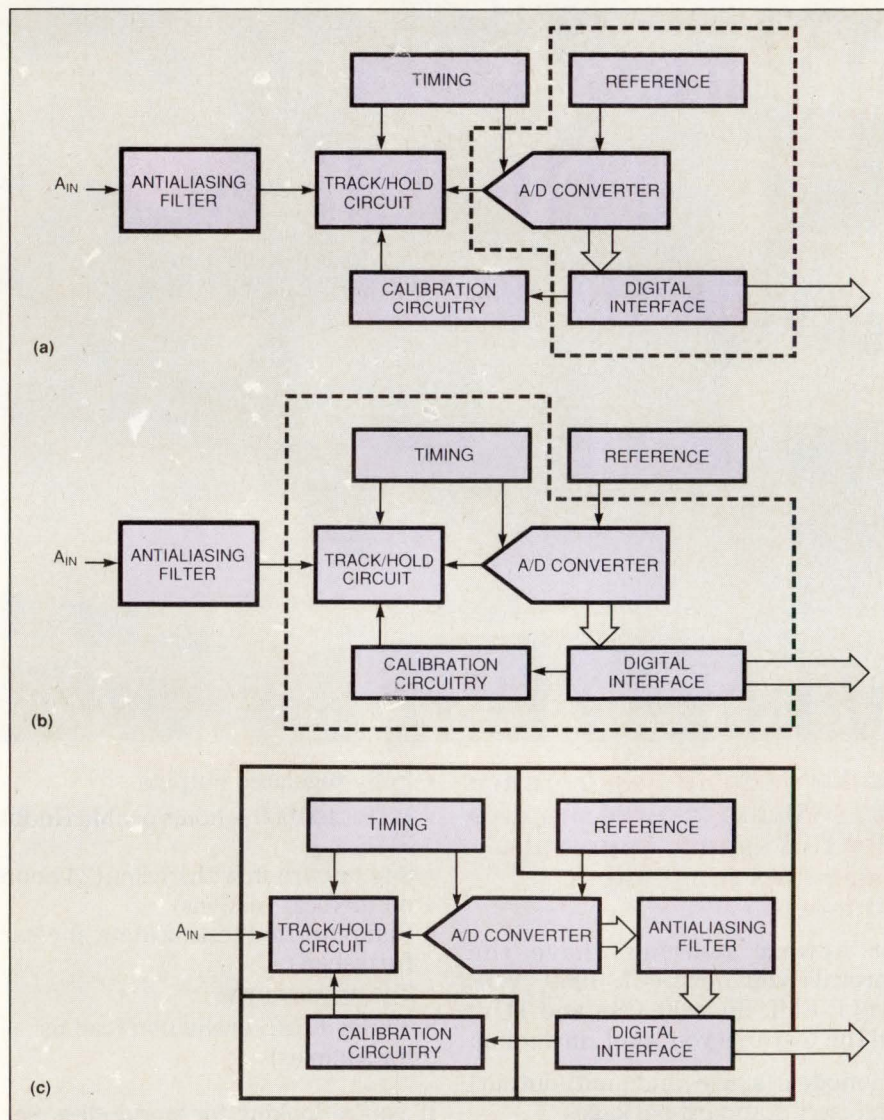 TIMING
REFERENCE
A_IN
ANTIALIASING
FILTER
TRACK/HOLD
CIRCUIT
A/D CONVERTER
CALIBRATION
CIRCUITRY
DIGITAL
INTERFACE
(a)
TIMING
REFERENCE
A_IN
ANTIALIASING
FILTER
TRACK/HOLD
CIRCUIT
A/D CONVERTER
CALIBRATION CIRCUITRY
DIGITAL
INTERFACE
(b)
TIMING
REFERENCE
A_IN
TRACK/HOLD
CIRCUIT
A/D CONVERTER
ANTIALIASING
FILTER
CALIBRATION CIRCUITRY
DIGITAL
INTERFACE
(c)